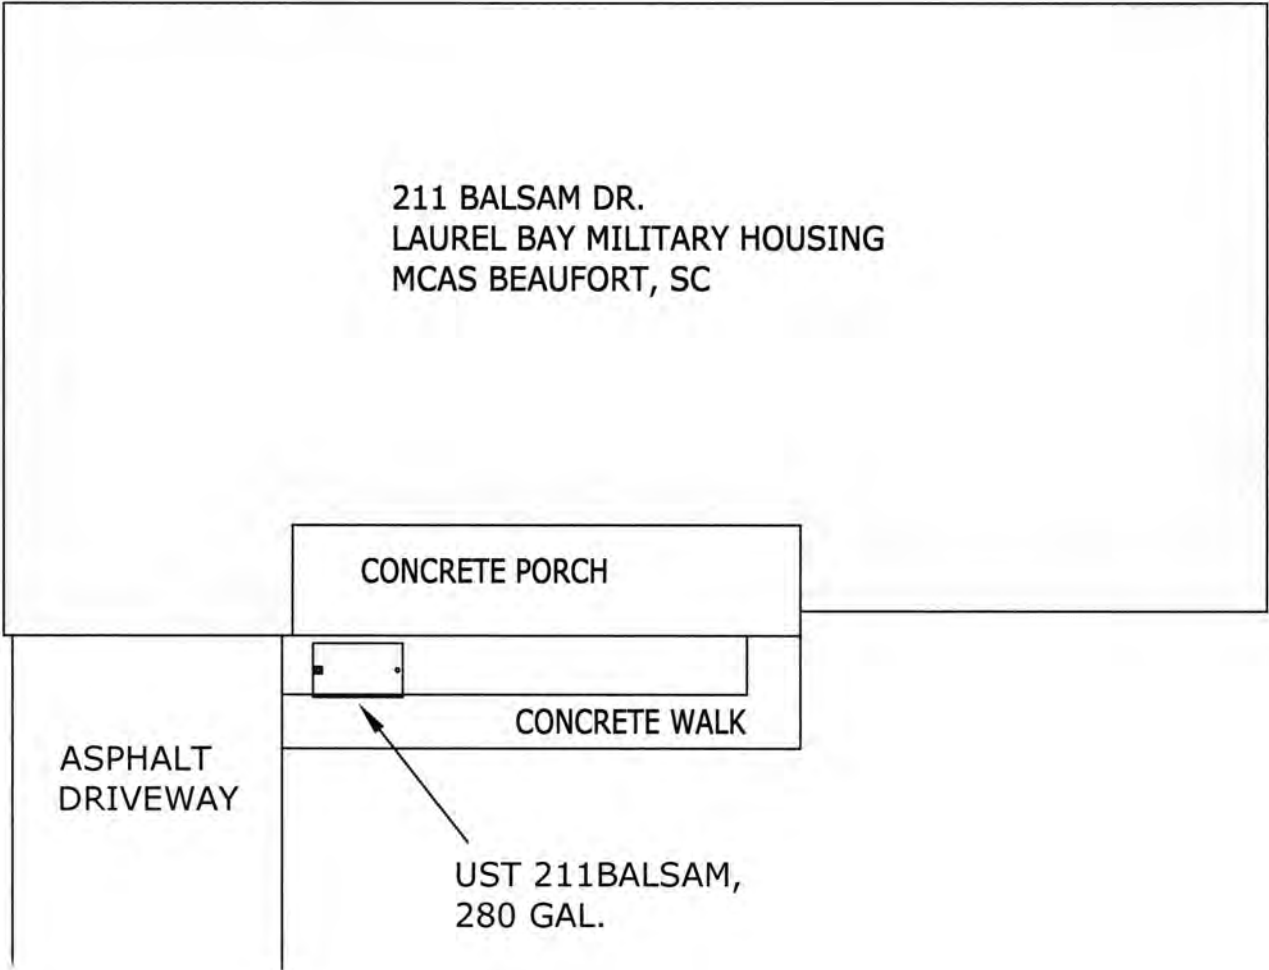 211 BALSAM DR.
LAUREL BAY MILITARY HOUSING
MCAS BEAUFORT, SC
CONCRETE PORCH
CONCRETE WALK
ASPHALT
DRIVEWAY
UST 211BALSAM,
280 GAL.